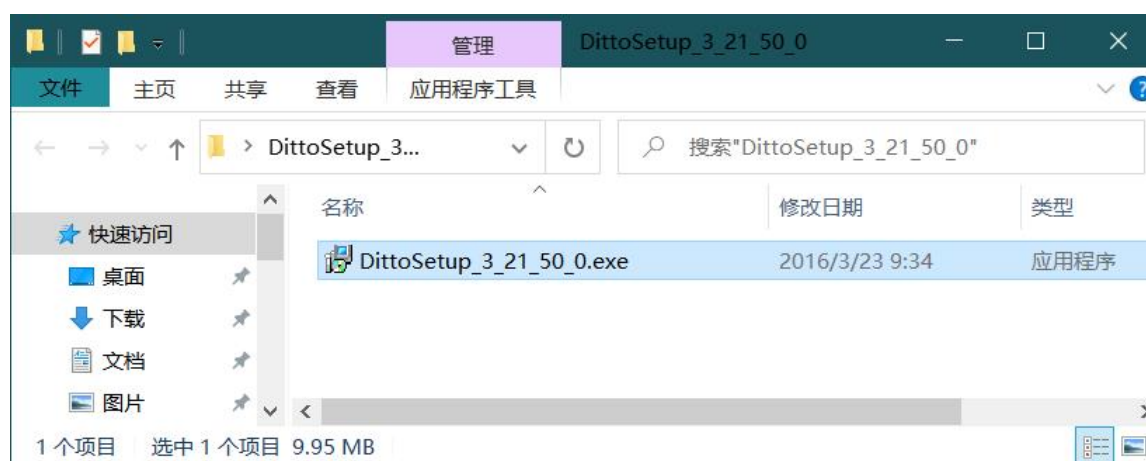 管理 DittoSetup_3_21_50_0
文件 主页 共享 查看 应用程序工具
DittoSetup_3... 搜索"DittoSetup_3_21_50_0"
名称 修改日期 类型
快速访问
DittoSetup_3_21_50_0.exe 2016/3/23 9:34 应用程序
桌面
下载
文档
图片
1 个项目 选中 1 个项目 9.95 MB